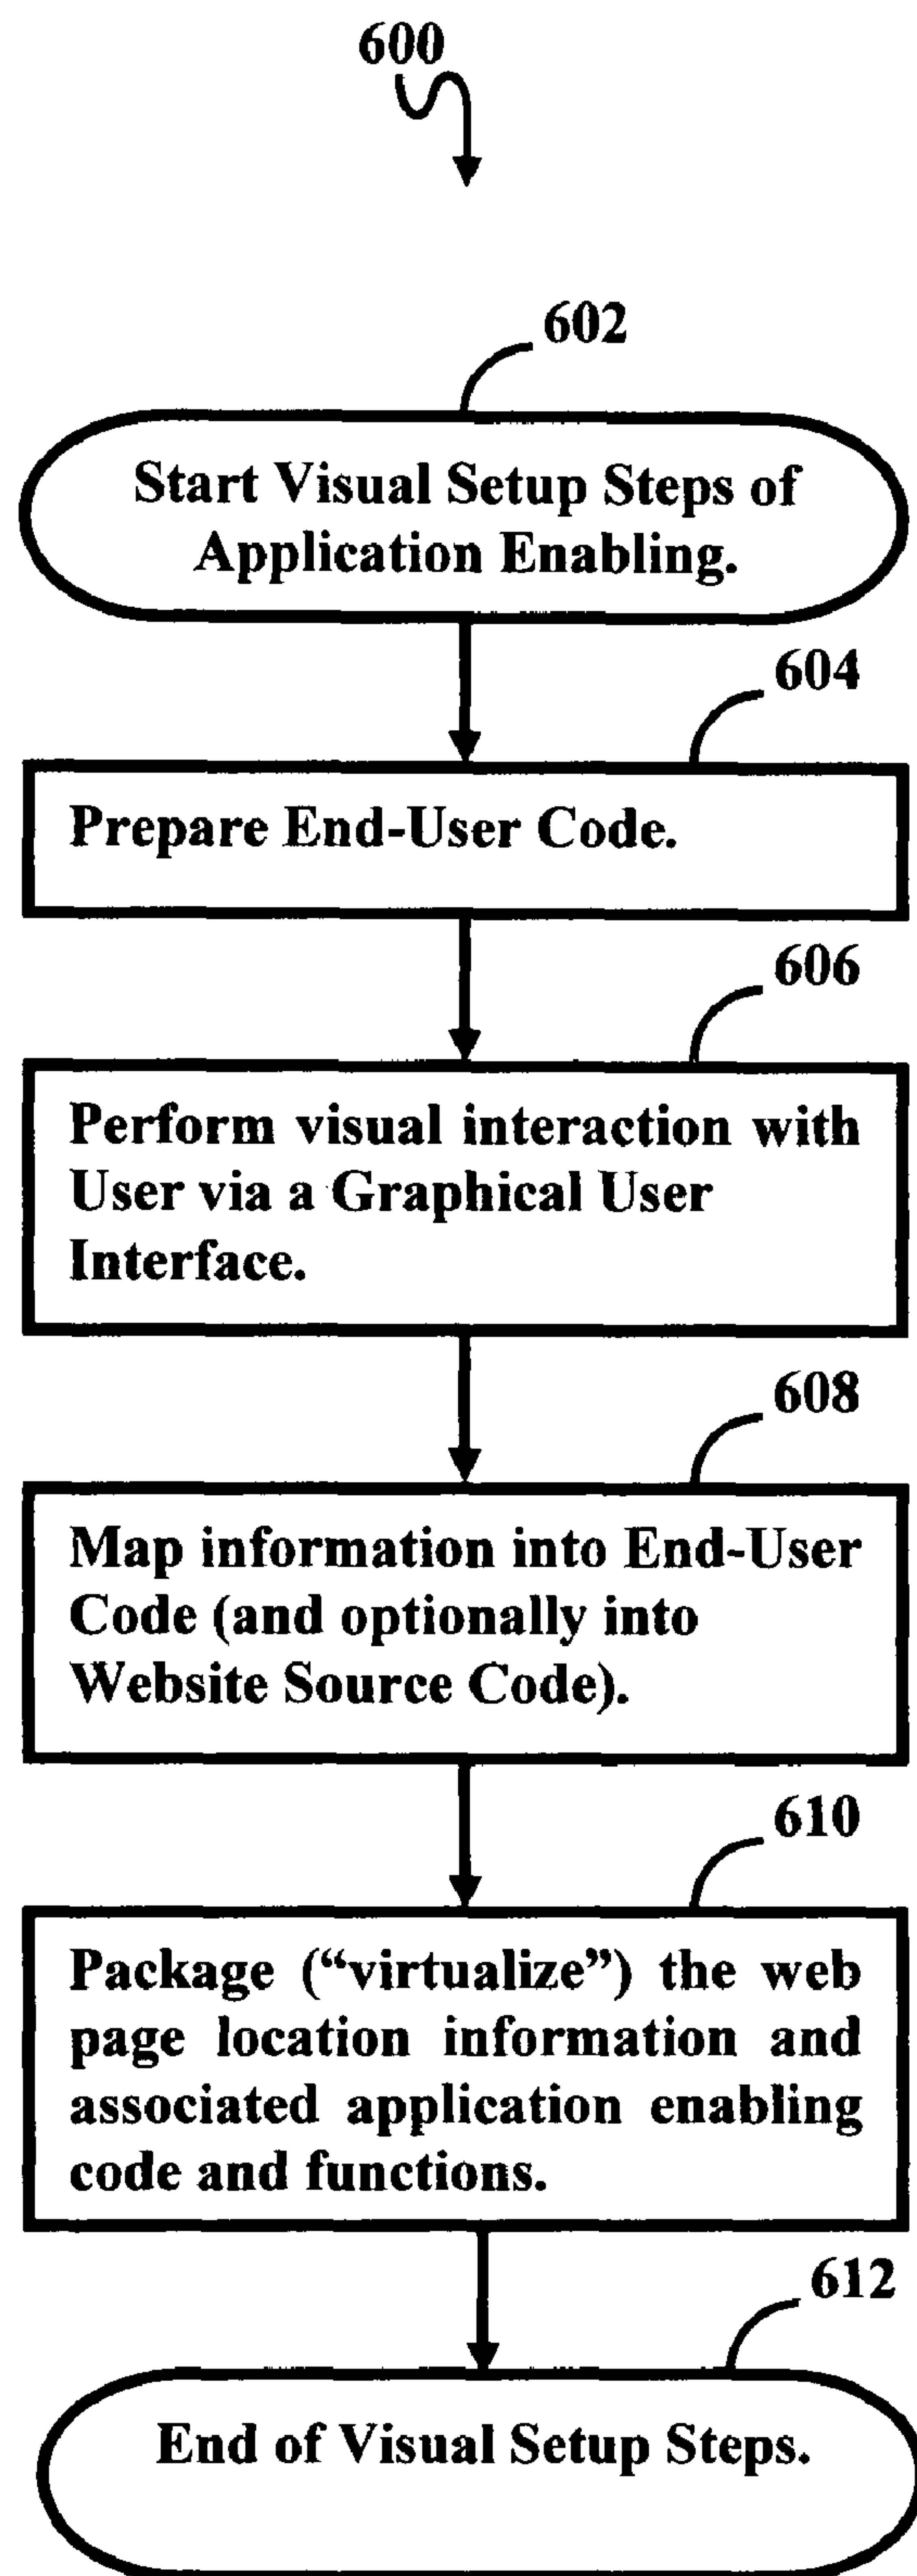 600
602
Start Visual Setup Steps of
Application Enabling.
604
Prepare End-User Code.
606
Perform visual interaction with
User via a Graphical User
Interface.
608
Map information into End-User
Code (and optionally into
Website Source Code).
610
Package (“virtualize”) the web
page location information and
associated application enabling
code and functions.
612
End of Visual Setup Steps.